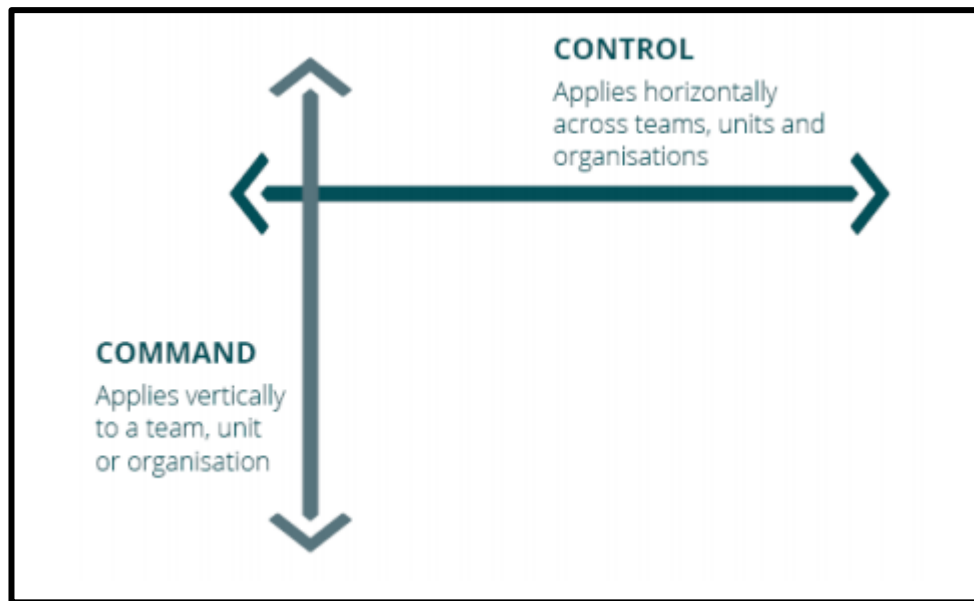 CONTROL
Applies horizontally
across teams, units and
organisations
COMMAND
Applies vertically
to a team, unit
or organisation